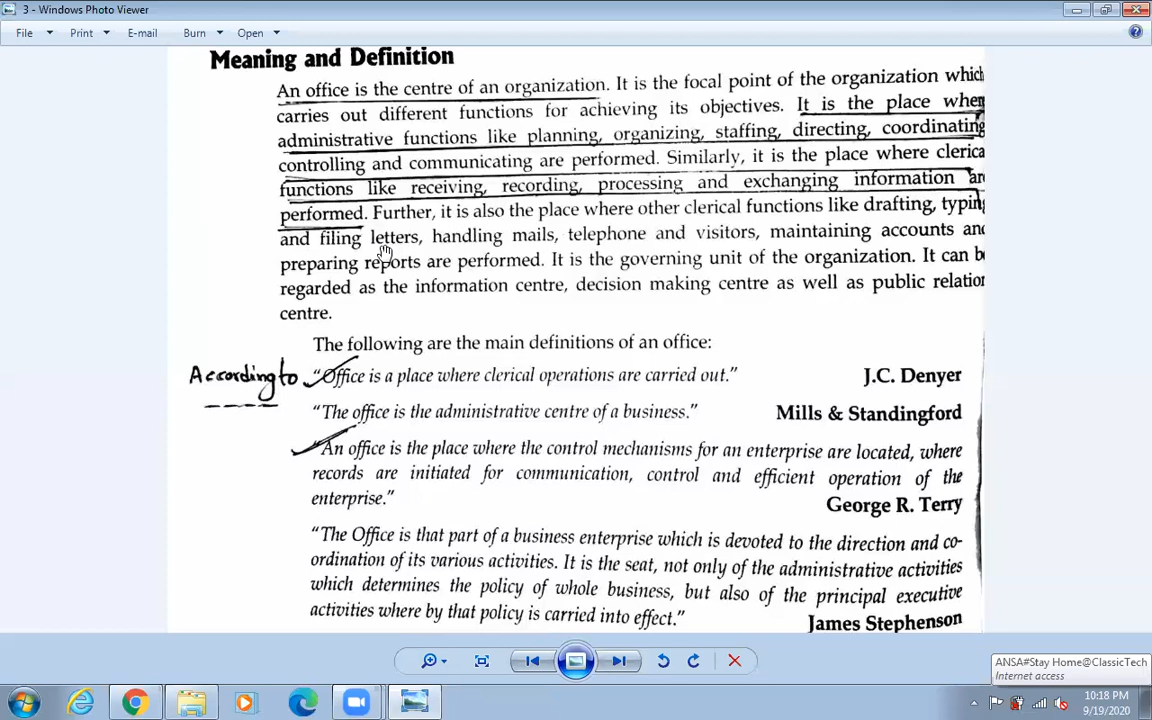 3 - Windows Photo Viewer
File Print E-mail Burn Open
Meaning and Definition
An office is the centre of an organization. It is the focal point of the organization which
carries out different functions for achieving its objectives. It is the place wher
administrative functions like planning, organizing, staffing, directing, coordinating
controlling and communicating are performed. Similarly, it is the place where clerica
functions like receiving, recording, processing and exchanging information ar
performed. Further, it is also the place where other clerical functions like drafting, typing
and filing letters, handling mails, telephone and visitors, maintaining accounts and
preparing reports are performed. It is the governing unit of the organization. It can b
regarded as the information centre, decision making centre as well as public relation
centre.
The following are the main definitions of an office:
According to "Office is a place where clerical operations are carried out." J.C. Denyer
"The office is the administrative centre of a business." Mills & Standingford
"An office is the place where the control mechanisms for an enterprise are located, where
records are initiated for communication, control and efficient operation of the
enterprise."
George R. Terry
"The Office is that part of a business enterprise which is devoted to the direction and co-
ordination of its various activities. It is the seat, not only of the administrative activities
which determines the policy of whole business, but also of the principal executive
activities where by that policy is carried into effect."
James Stephenson
ANSA#Stay Home@ClassicTech
Internet access
10:18 PM
9/19/2020